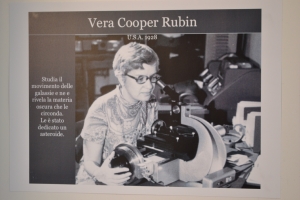 Vera Cooper Rubin
U.S.A. 1928
Studia il
movimento delle
galassie e ne e
rivela la materia
oscura che le
circonda.
Le è stato
dedicato un
asteroide.